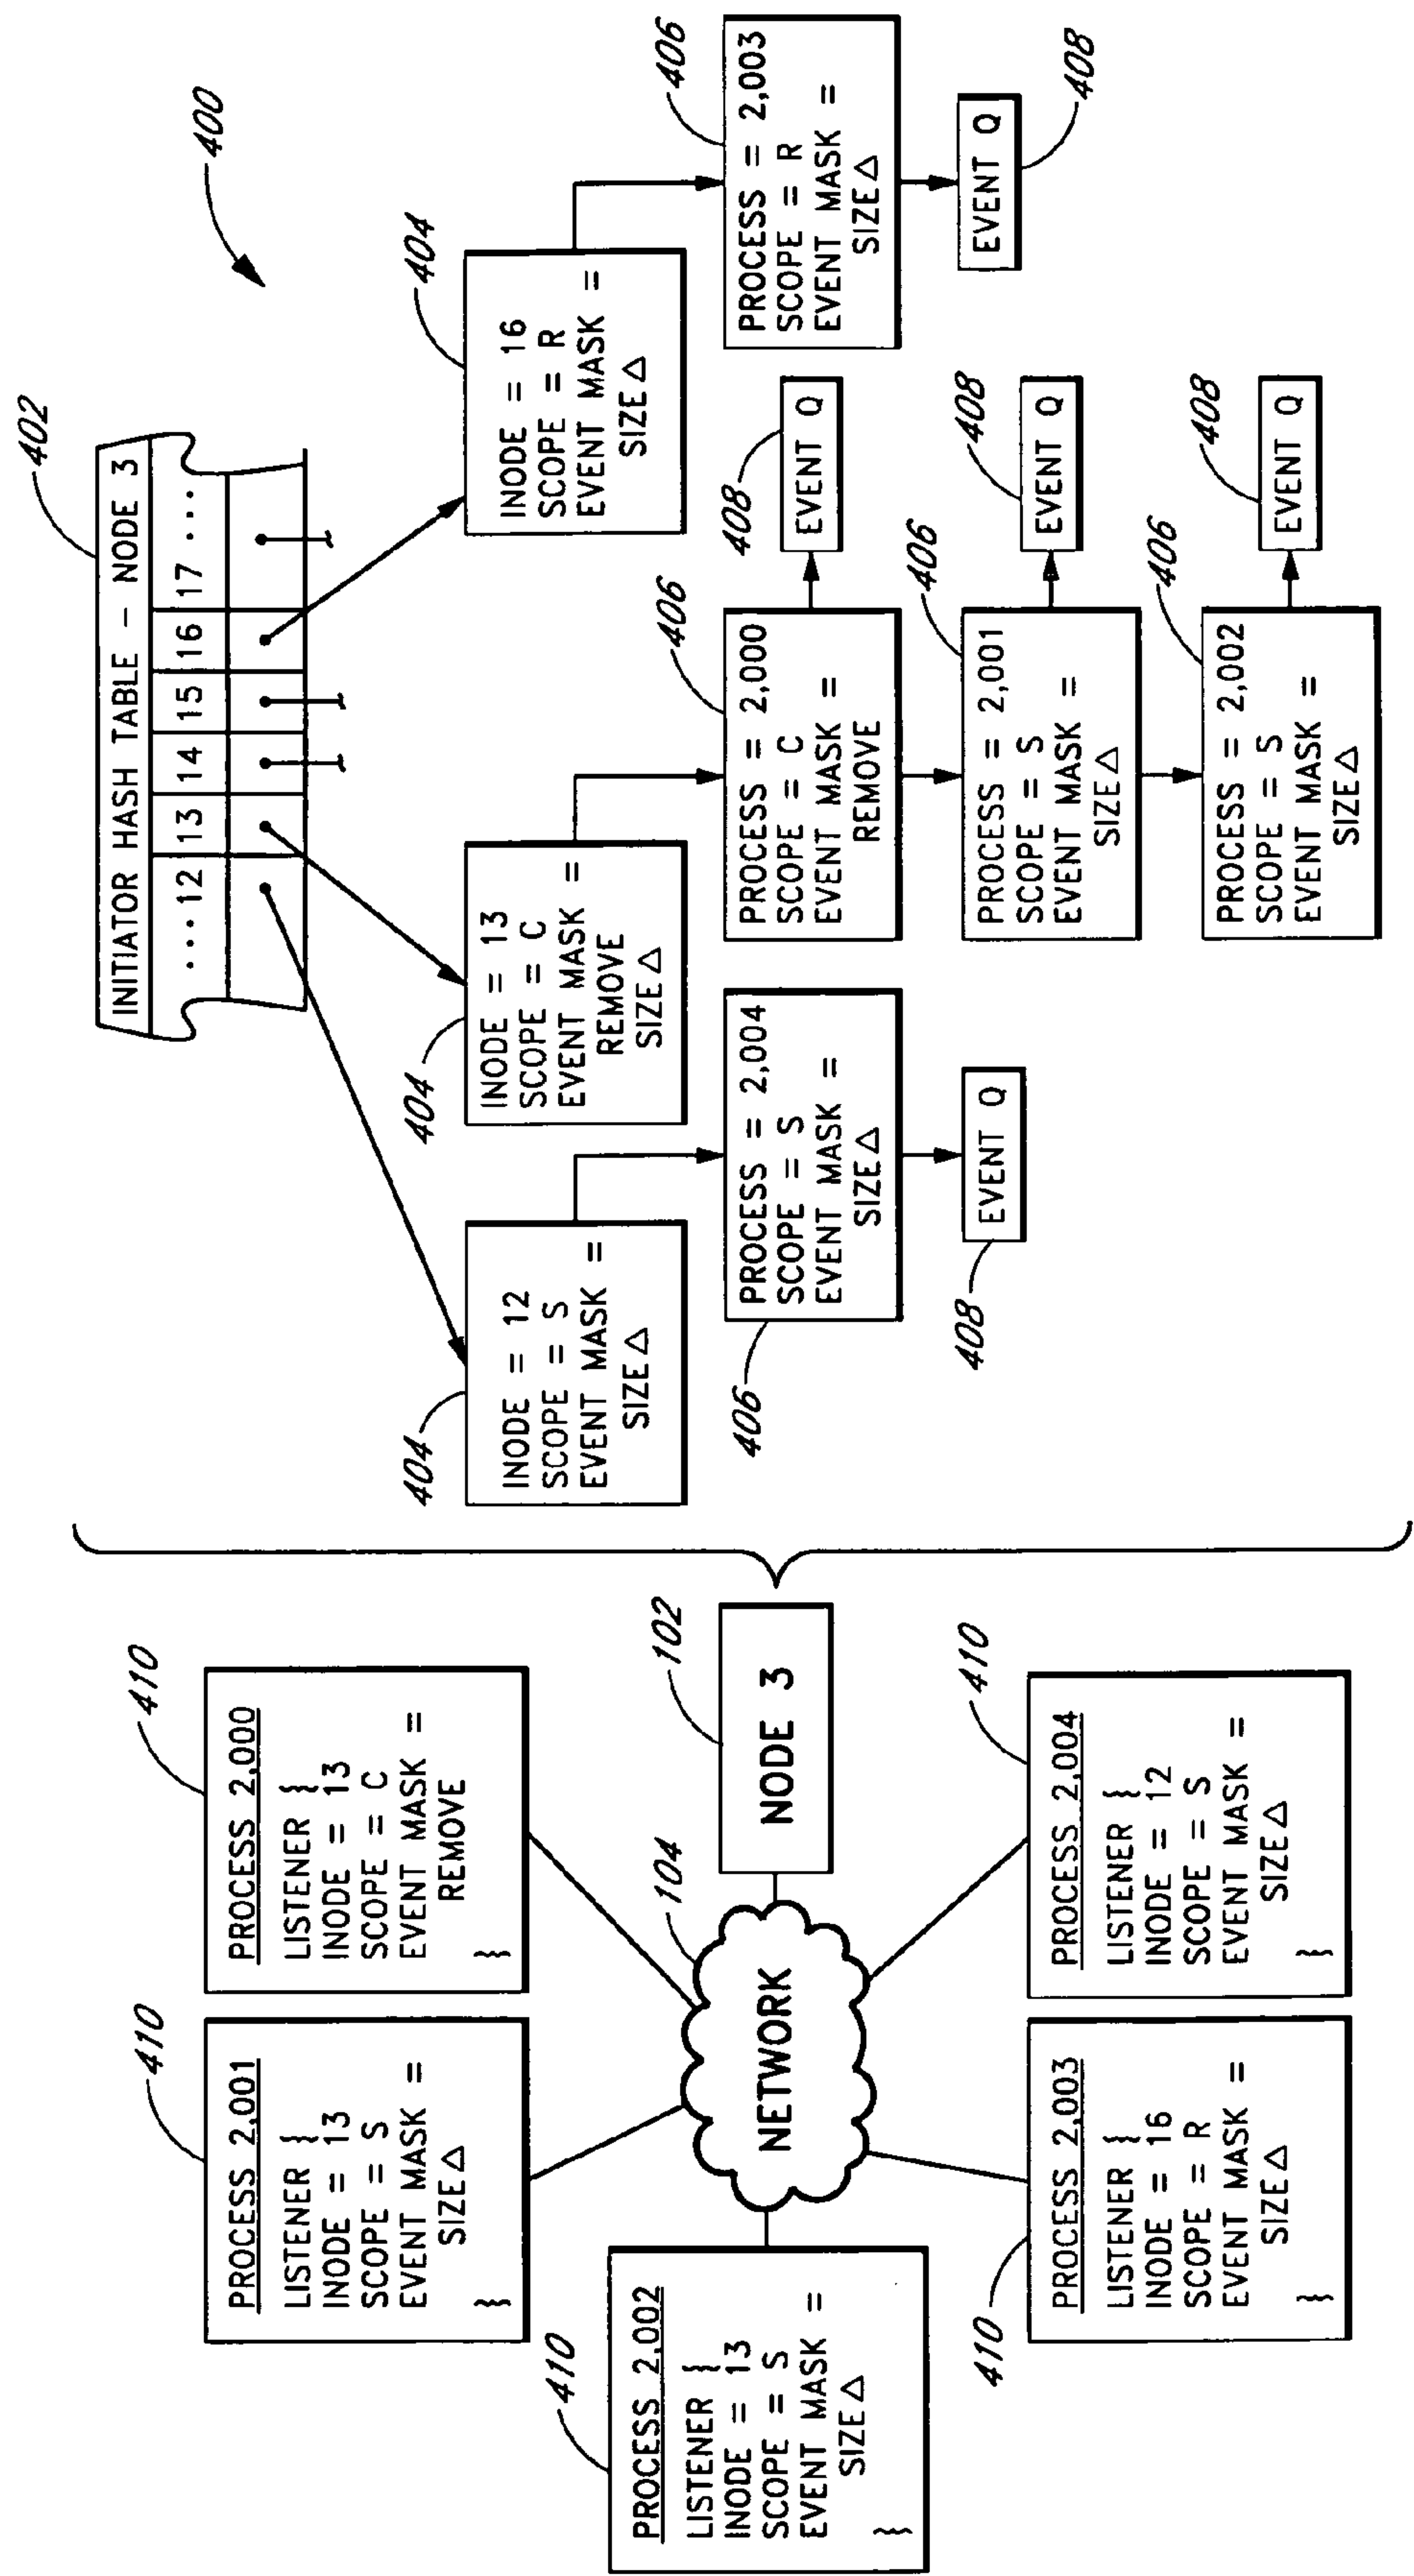 400
402
INITIATOR HASH TABLE – NODE 3
...12 13 14 15 16 17 ...
404
INODE = 12
SCOPE = S
EVENT MASK =
SIZE △
404
INODE = 13
SCOPE = C
EVENT MASK =
REMOVE
SIZE △
404
INODE = 16
SCOPE = R
EVENT MASK =
SIZE △
406
PROCESS = 2,004
SCOPE = S
EVENT MASK =
SIZE △
408
EVENT Q
406
PROCESS = 2,000
SCOPE = C
EVENT MASK =
REMOVE
408
EVENT Q
406
PROCESS = 2,001
SCOPE = S
EVENT MASK =
SIZE △
408
EVENT Q
406
PROCESS = 2,002
SCOPE = S
EVENT MASK =
SIZE △
408
EVENT Q
406
PROCESS = 2,003
SCOPE = R
EVENT MASK =
SIZE △
408
EVENT Q
410
PROCESS 2,001
LISTENER {
INODE = 13
SCOPE = S
EVENT MASK =
SIZE △
}
410
PROCESS 2,000
LISTENER {
INODE = 13
SCOPE = C
EVENT MASK =
REMOVE
}
410
PROCESS 2,002
LISTENER {
INODE = 13
SCOPE = S
EVENT MASK =
SIZE △
}
104
NETWORK
102
NODE 3
410
PROCESS 2,003
LISTENER {
INODE = 16
SCOPE = R
EVENT MASK =
SIZE △
}
410
PROCESS 2,004
LISTENER {
INODE = 12
SCOPE = S
EVENT MASK =
SIZE △
}